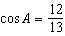 cos A = 12/13